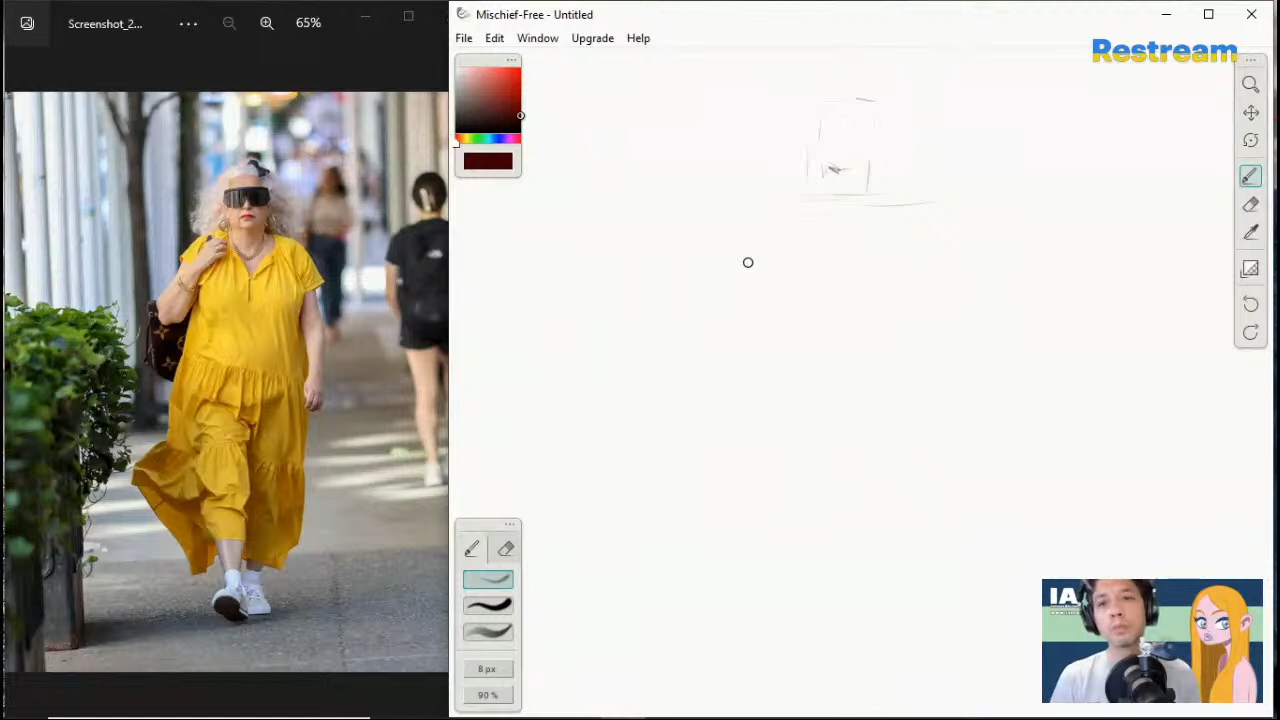 Screenshot_2...
65%
Mischief-Free - Untitled
File Edit Window Upgrade Help
Restream
8 px
90 %
IA